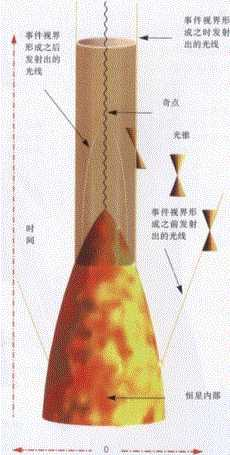 事件视界
形成之后
发射出的
光线
事件视界形
成之时发射
出的光线
奇点
光锥
事件视界形
成之前发射
出的光线
时
间
恒星内部
0